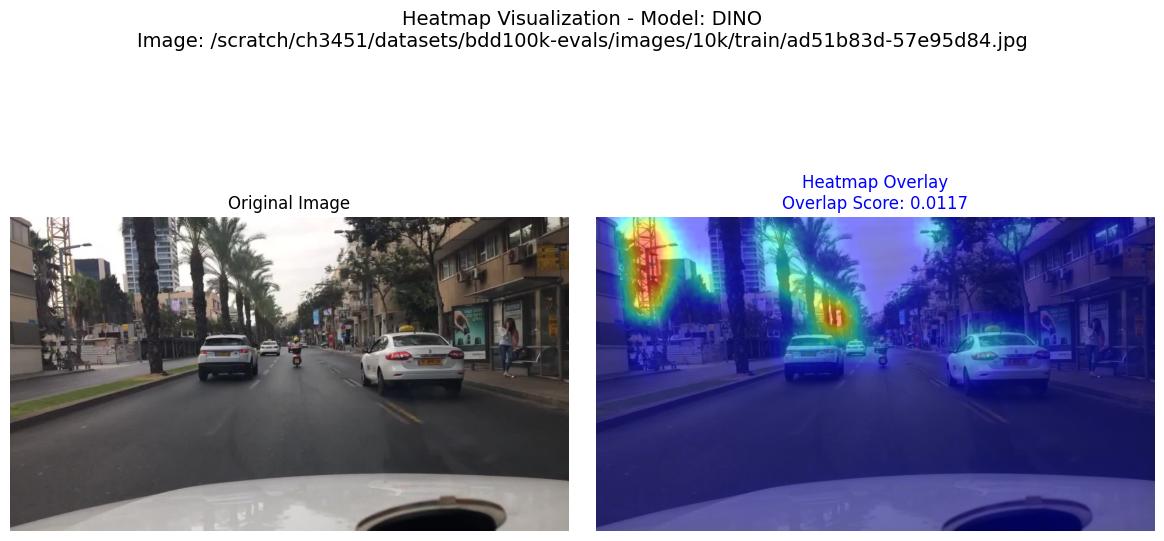 Heatmap Visualization - Model: DINO
Image: /scratch/ch3451/datasets/bdd100k-evals/images/10k/train/ad51b83d-57e95d84.jpg
Original Image
Heatmap Overlay
Overlap Score: 0.0117